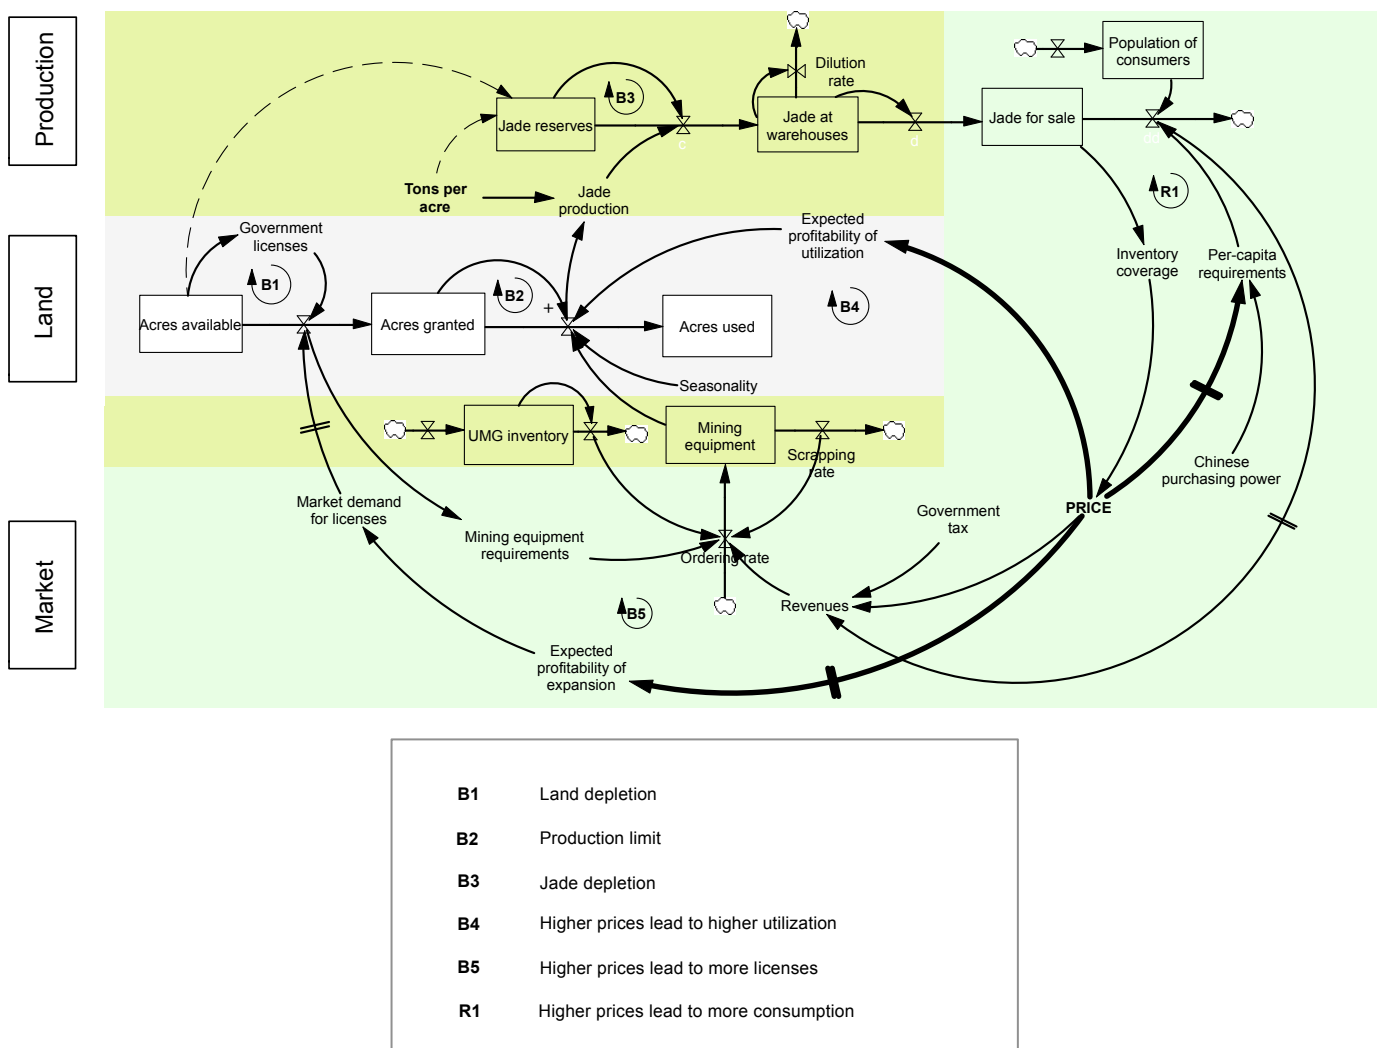 Production
Land
Market
Population of
consumers
Dilution
rate
B3
Jade reserves
Jade at
warehouses
Jade for sale
c
d
Tons per
acre
Jade
production
R1
Government
licenses
Expected
profitability of
utilization
Inventory
coverage
Per-capita
requirements
B1
B2
B4
+
Acres available
Acres granted
Acres used
Seasonality
UMG inventory
Mining
equipment
Scrapping
rate
Chinese
purchasing power
Market demand
for licenses
PRICE
Government
tax
Mining equipment
requirements
Ordering rate
Revenues
B5
Expected
profitability of
expansion
B1 Land depletion
B2 Production limit
B3 Jade depletion
B4 Higher prices lead to higher utilization
B5 Higher prices lead to more licenses
R1 Higher prices lead to more consumption